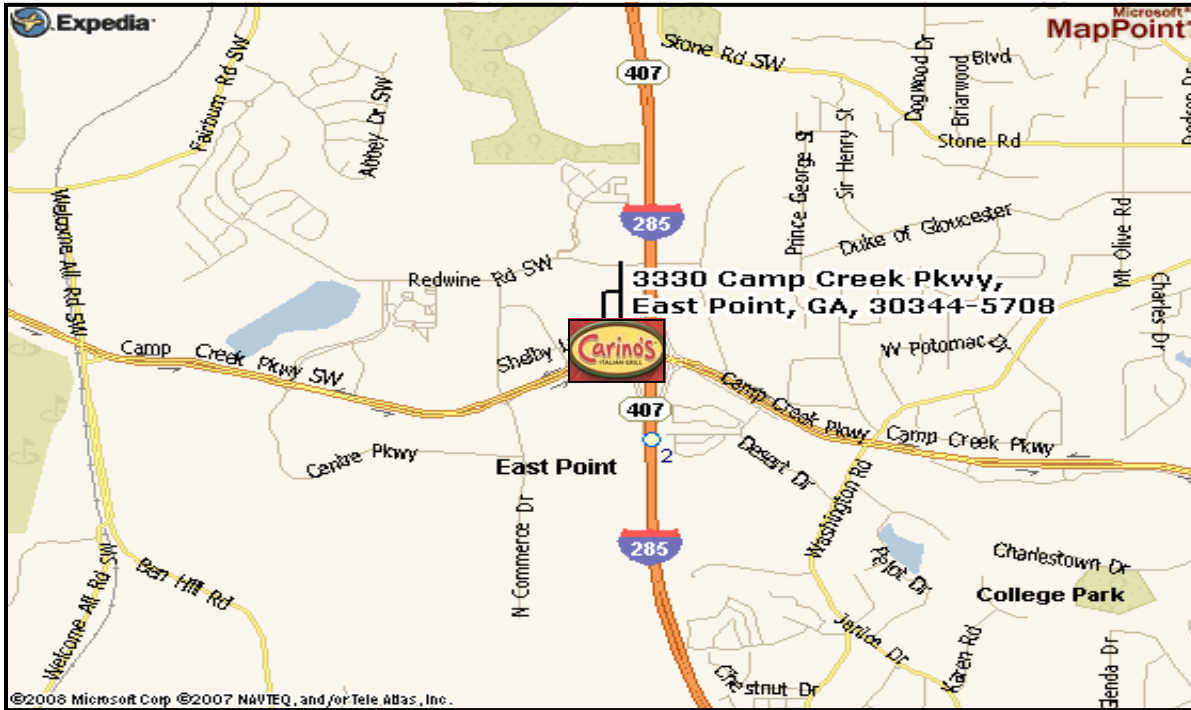 Expedia
Microsoft®
MapPoint®
Stone Rd SW
407
Fairburn Rd SW
Abbey Dr SW
Dogwood Dr
Briarwood
Blvd
Dodson Dr
Stone Rd
Prince George S
Sir Henry St
Welcome All Rd SW
285
Duke of Gloucester
Mt Olive Rd
Redwine Rd SW
3330 Camp Creek Pkwy,
East Point, GA, 30344-5708
Charles Dr
Camp Creek Pkwy SW
Shelby
Carino's
ITALIAN GRILL
W Potomac
Camp Creek Pkwy
407
Camp Creek Pkwy
2
Centre Pkwy
East Point
Desert Dr
Washington Rd
N Commerce Dr
285
Welcome All Rd SW
Ben Hill Rd
Dr
Charlestown Dr
College Park
Janice Dr
Karen Rd
Chestnut Dr
Glenda Dr
©2008 Microsoft Corp ©2007 NAVTEQ, and/or Tele Atlas, Inc.